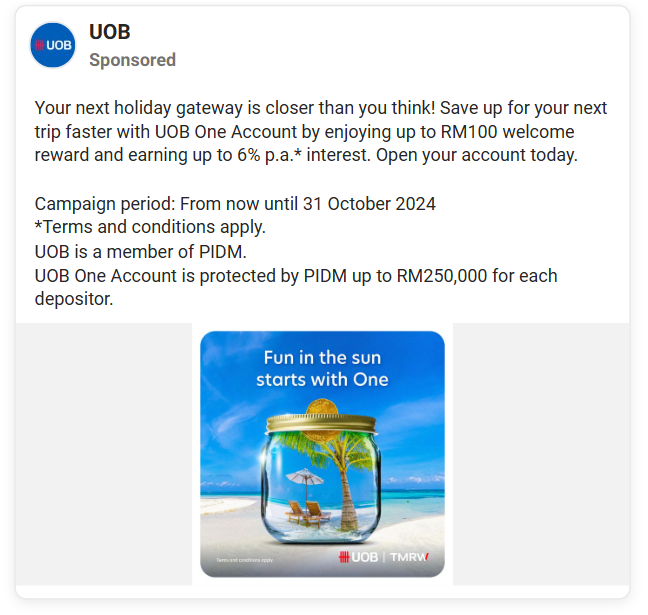 UOB
UOB
Sponsored
Your next holiday gateway is closer than you think! Save up for your next
trip faster with UOB One Account by enjoying up to RM100 welcome
reward and earning up to 6% p.a.* interest. Open your account today.
Campaign period: From now until 31 October 2024
*Terms and conditions apply.
UOB is a member of PIDM.
UOB One Account is protected by PIDM up to RM250,000 for each
depositor.
Fun in the sun
starts with One
Terms and conditions apply.
UOB | TMRW